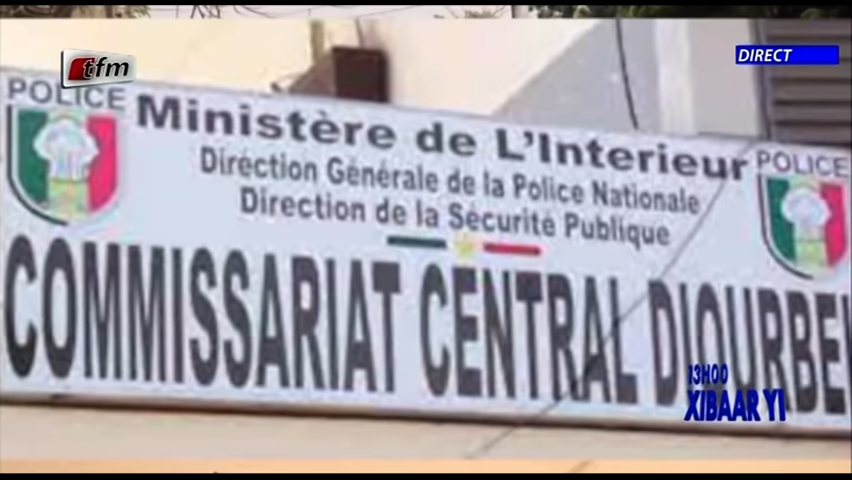 tfm
DIRECT
POLICE
Ministère de L'Interieur
POLICE
Diréction Générale de la Police Nationale
Direction de la Sécurité Publique
COMMISSARIAT CENTRAL DIOURBEL
13H00
XIBAAR YI